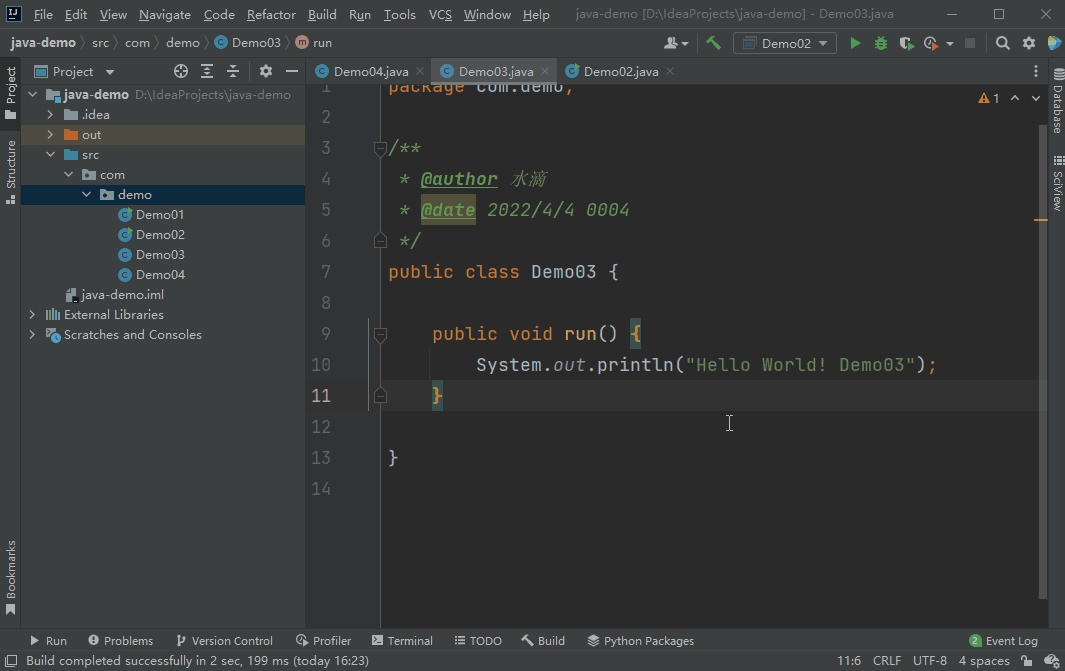 File Edit View Navigate Code Refactor Build Run Tools VCS Window Help java-demo [D:\IdeaProjects\java-demo] - Demo03.java
java-demo src com demo Demo03 run Demo02
Project Demo04.java Demo03.java Demo02.java
java-demo D:\IdeaProjects\java-demo
.idea
out
src
com
demo
Demo01
Demo02
Demo03
Demo04
java-demo.iml
External Libraries
Scratches and Consoles
Project
Structure
Bookmarks
1 package com.demo;
2
3 /**
4 * @author 水滴
5 * @date 2022/4/4 0004
6 */
7 public class Demo03 {
8
9 public void run() {
10 System.out.println("Hello World! Demo03");
11 }
12
13 }
14
1
Database
SciView
Run Problems Version Control Profiler Terminal TODO Build Python Packages 2 Event Log
Build completed successfully in 2 sec, 199 ms (today 16:23) 11:6 CRLF UTF-8 4 spaces